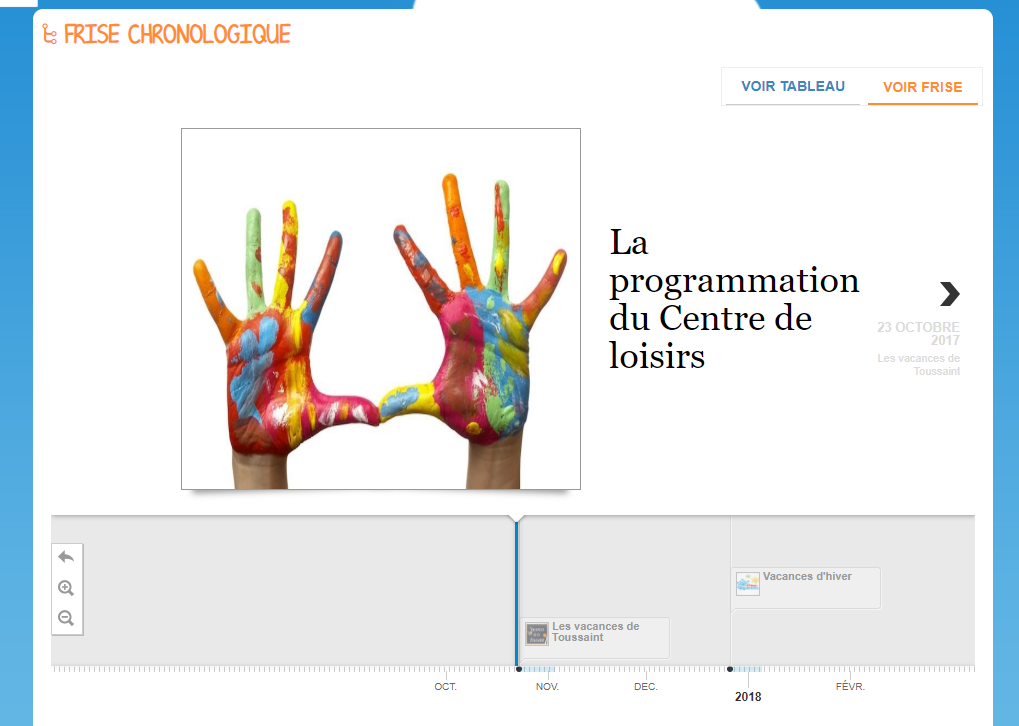 FRISE CHRONOLOGIQUE
VOIR TABLEAU
VOIR FRISE
La
programmation
du Centre de
loisirs
23 OCTOBRE
2017
Les vacances de
Toussaint
Vacances d'hiver
Les vacances de
Toussaint
OCT.
NOV.
DEC.
2018
FÉVR.